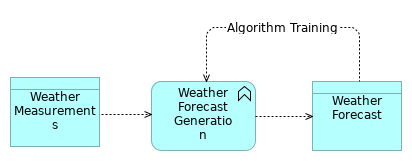 Algorithm Training
Weather
Measurement
s
Weather
Forecast
Generatio
n
Weather
Forecast